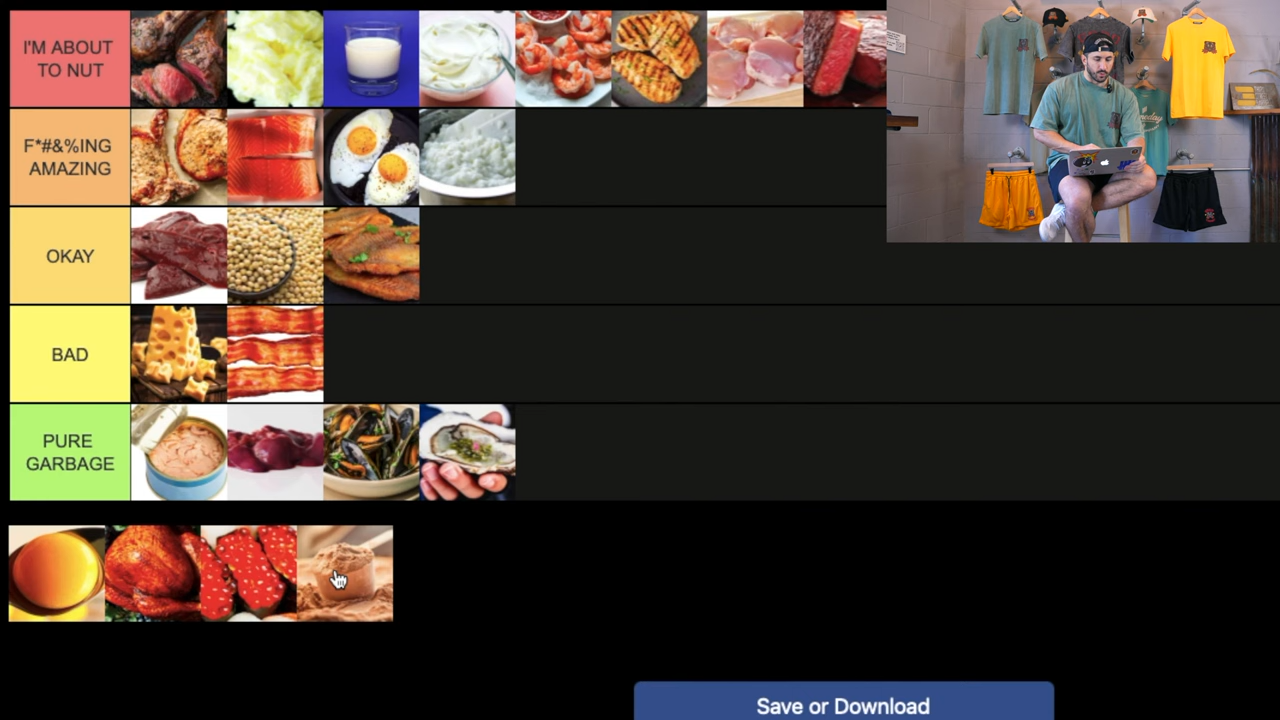 I'M ABOUT
TO NUT
F*#&%ING
AMAZING
OKAY
BAD
PURE
GARBAGE
Save or Download